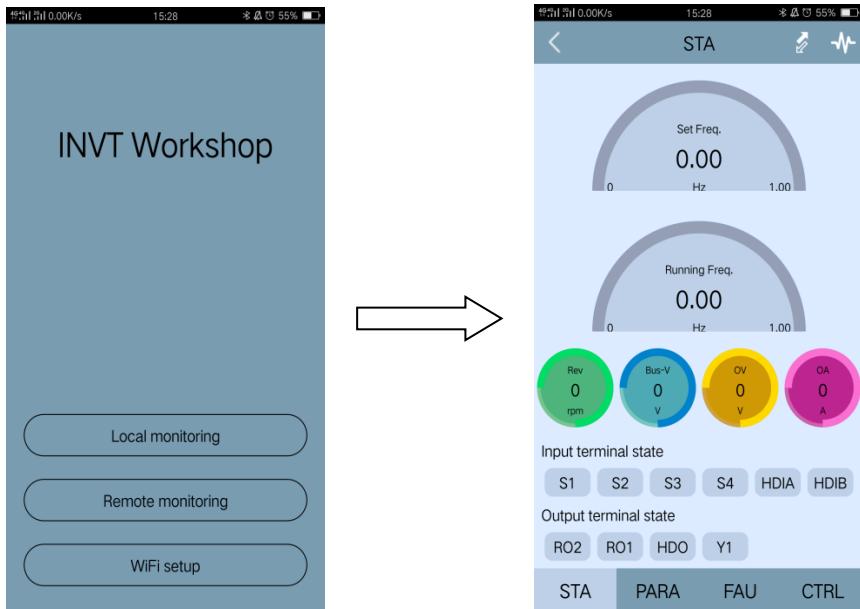 0.00K/s 15:28 55%
INVT Workshop
Local monitoring
Remote monitoring
WiFi setup
0.00K/s 15:28 55%
STA
Set Freq.
0.00
0 Hz 1.00
Running Freq.
0.00
0 Hz 1.00
Rev Bus-V OV OA
0 0 0 0
rpm V V A
Input terminal state
S1 S2 S3 S4 HDIA HDIB
Output terminal state
RO2 RO1 HDO Y1
STA PARA FAU CTRL